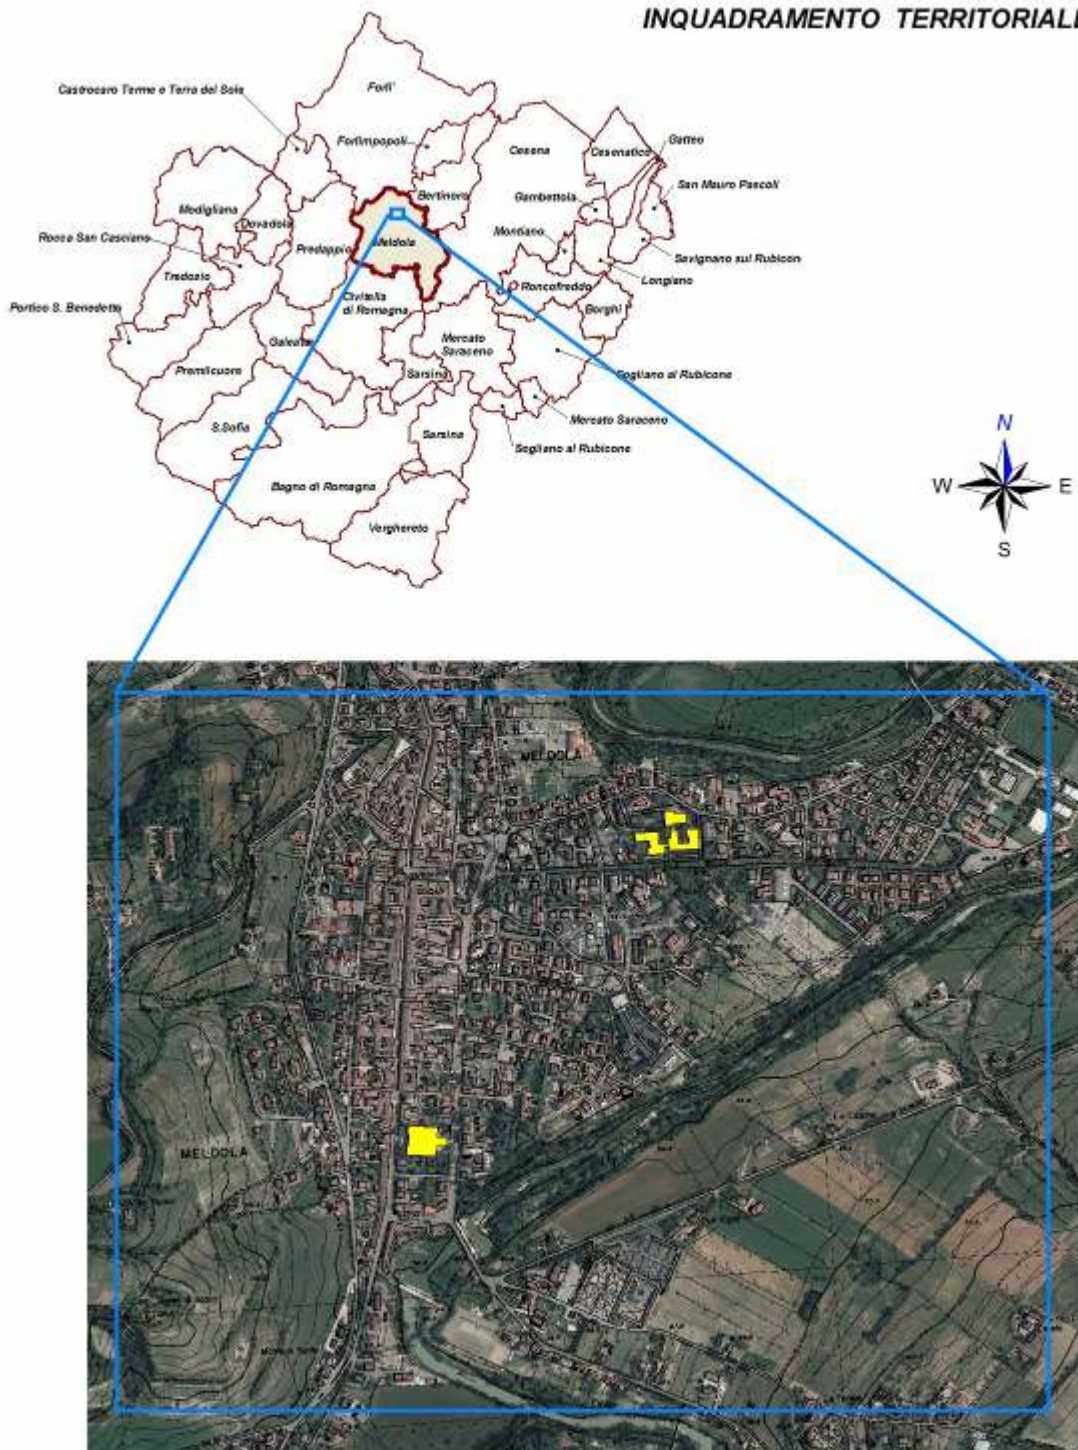 INQUADRAMENTO TERRITORIALE
Castrocaro Terme e Terra del Sole
Forli'
Forlimpopoli
Cesena
Cesenatico
Gatteo
San Mauro Pascoli
Bertinoro
Gambettola
Modigliana
Dovadola
Rocca San Casciano
Predappio
Meldola
Montiano
Savignano sul Rubicon
Longiano
Tredozio
Roncofreddo
Civitella
di Romagna
Borghi
Portico S. Benedetto
Galeata
Mercato
Saraceno
Premilcuore
Sarsina
Sogliano al Rubicone
Mercato Saraceno
S.Sofia
Sarsina
Sogliano al Rubicone
Bagno di Romagna
Verghereto
N
W
E
S
MELDOLA
MELDOLA